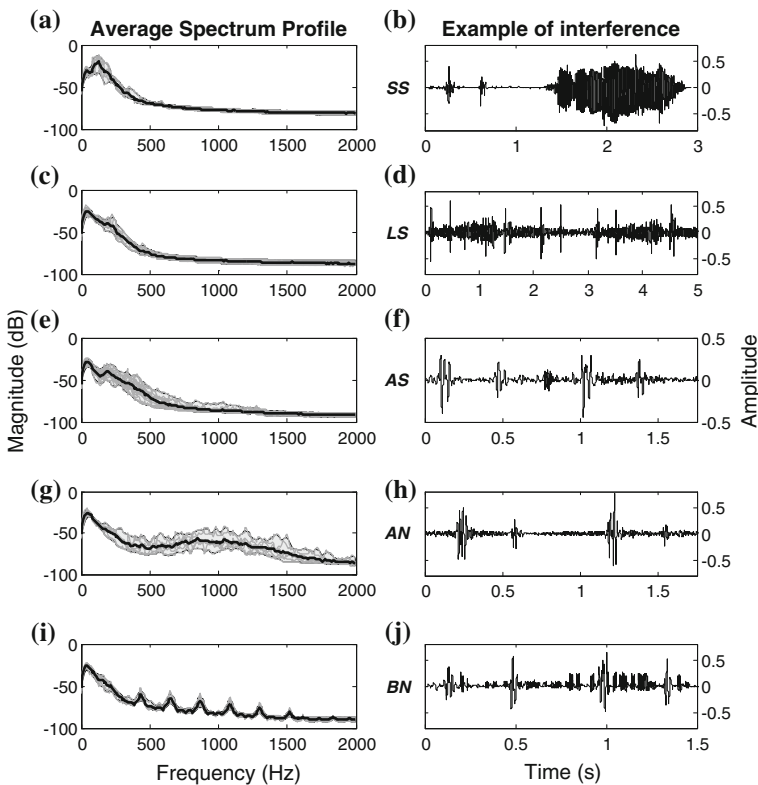 (a) Average Spectrum Profile (b) Example of interference
0
-50
-100
0 500 1000 1500 2000
SS
0.5
0
-0.5
0 1 2 3
(c) (d)
0
-50
-100
0 500 1000 1500 2000
LS
0.5
0
-0.5
0 1 2 3 4 5
(e) (f)
0
-50
-100
0 500 1000 1500 2000
AS
0.5
0
-0.5
0 0.5 1 1.5
(g) (h)
0
-50
-100
0 500 1000 1500 2000
AN
0.5
0
-0.5
0 0.5 1 1.5
(i) (j)
0
-50
-100
0 500 1000 1500 2000
BN
0.5
0
-0.5
0 0.5 1 1.5
Magnitude (dB)
Amplitude
Frequency (Hz) Time (s)